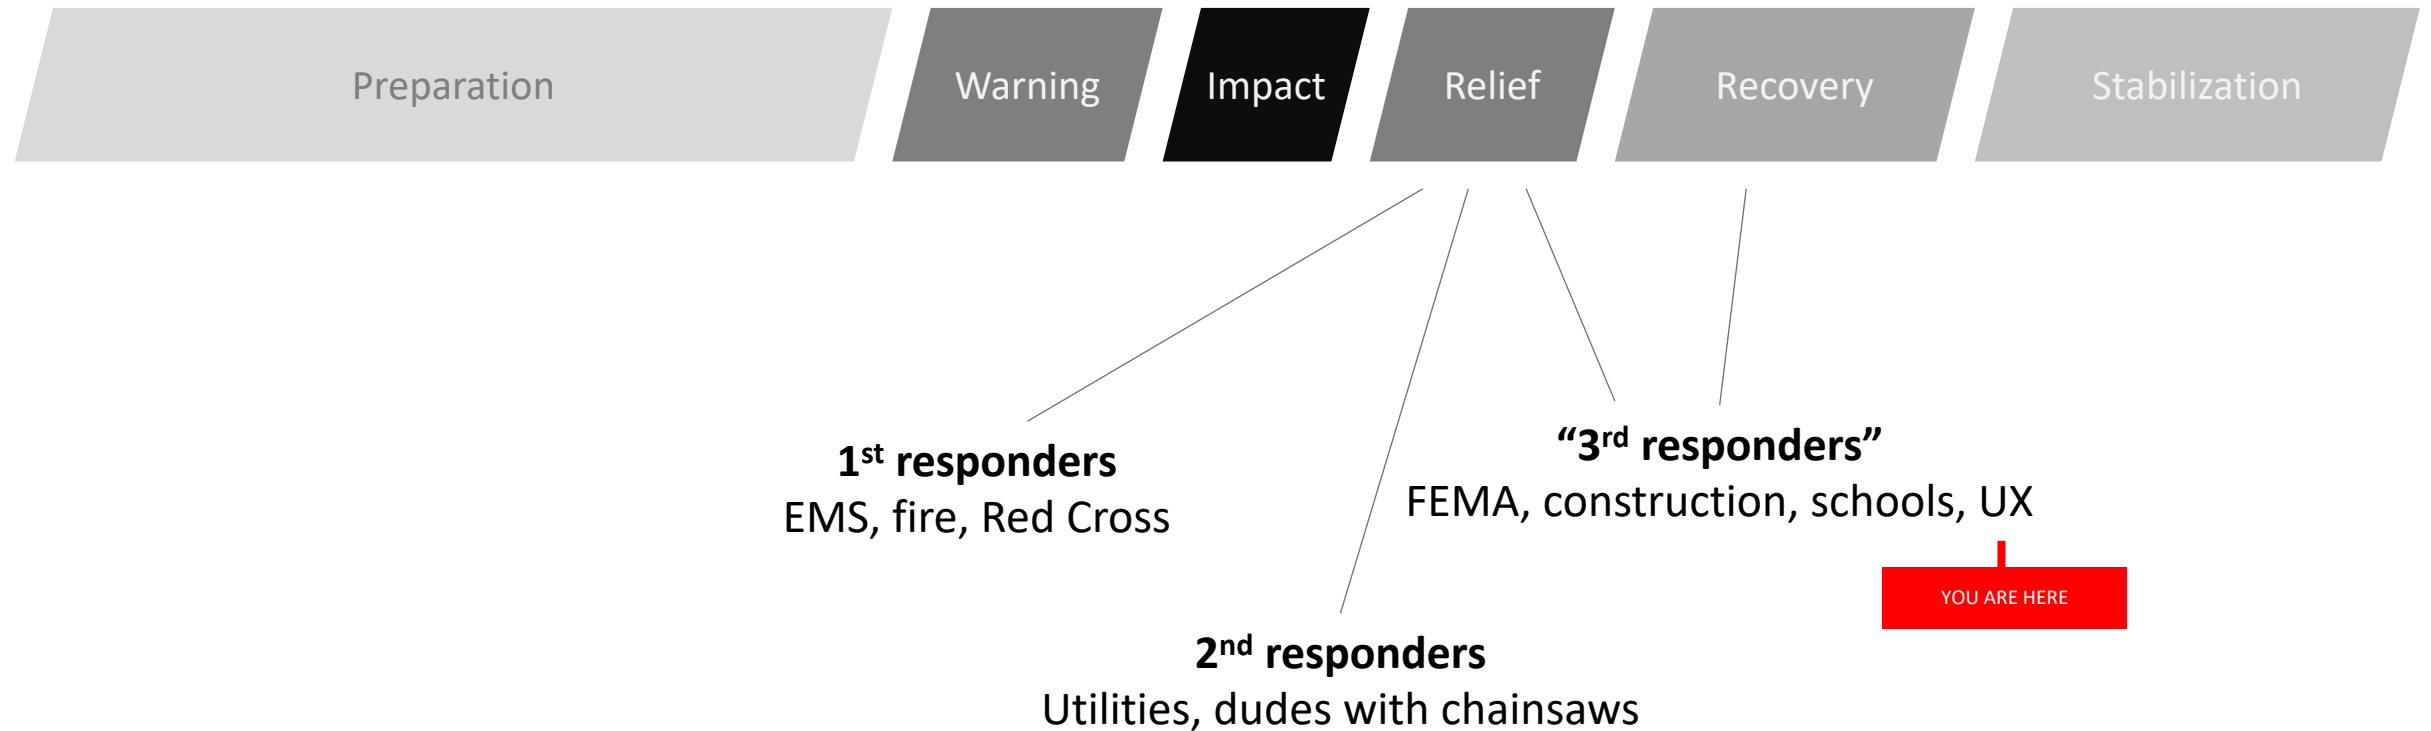 Preparation
Warning
Impact
Relief
Recovery
Stabilization
1st responders
EMS, fire, Red Cross
“3rd responders”
FEMA, construction, schools, UX
YOU ARE HERE
2nd responders
Utilities, dudes with chainsaws